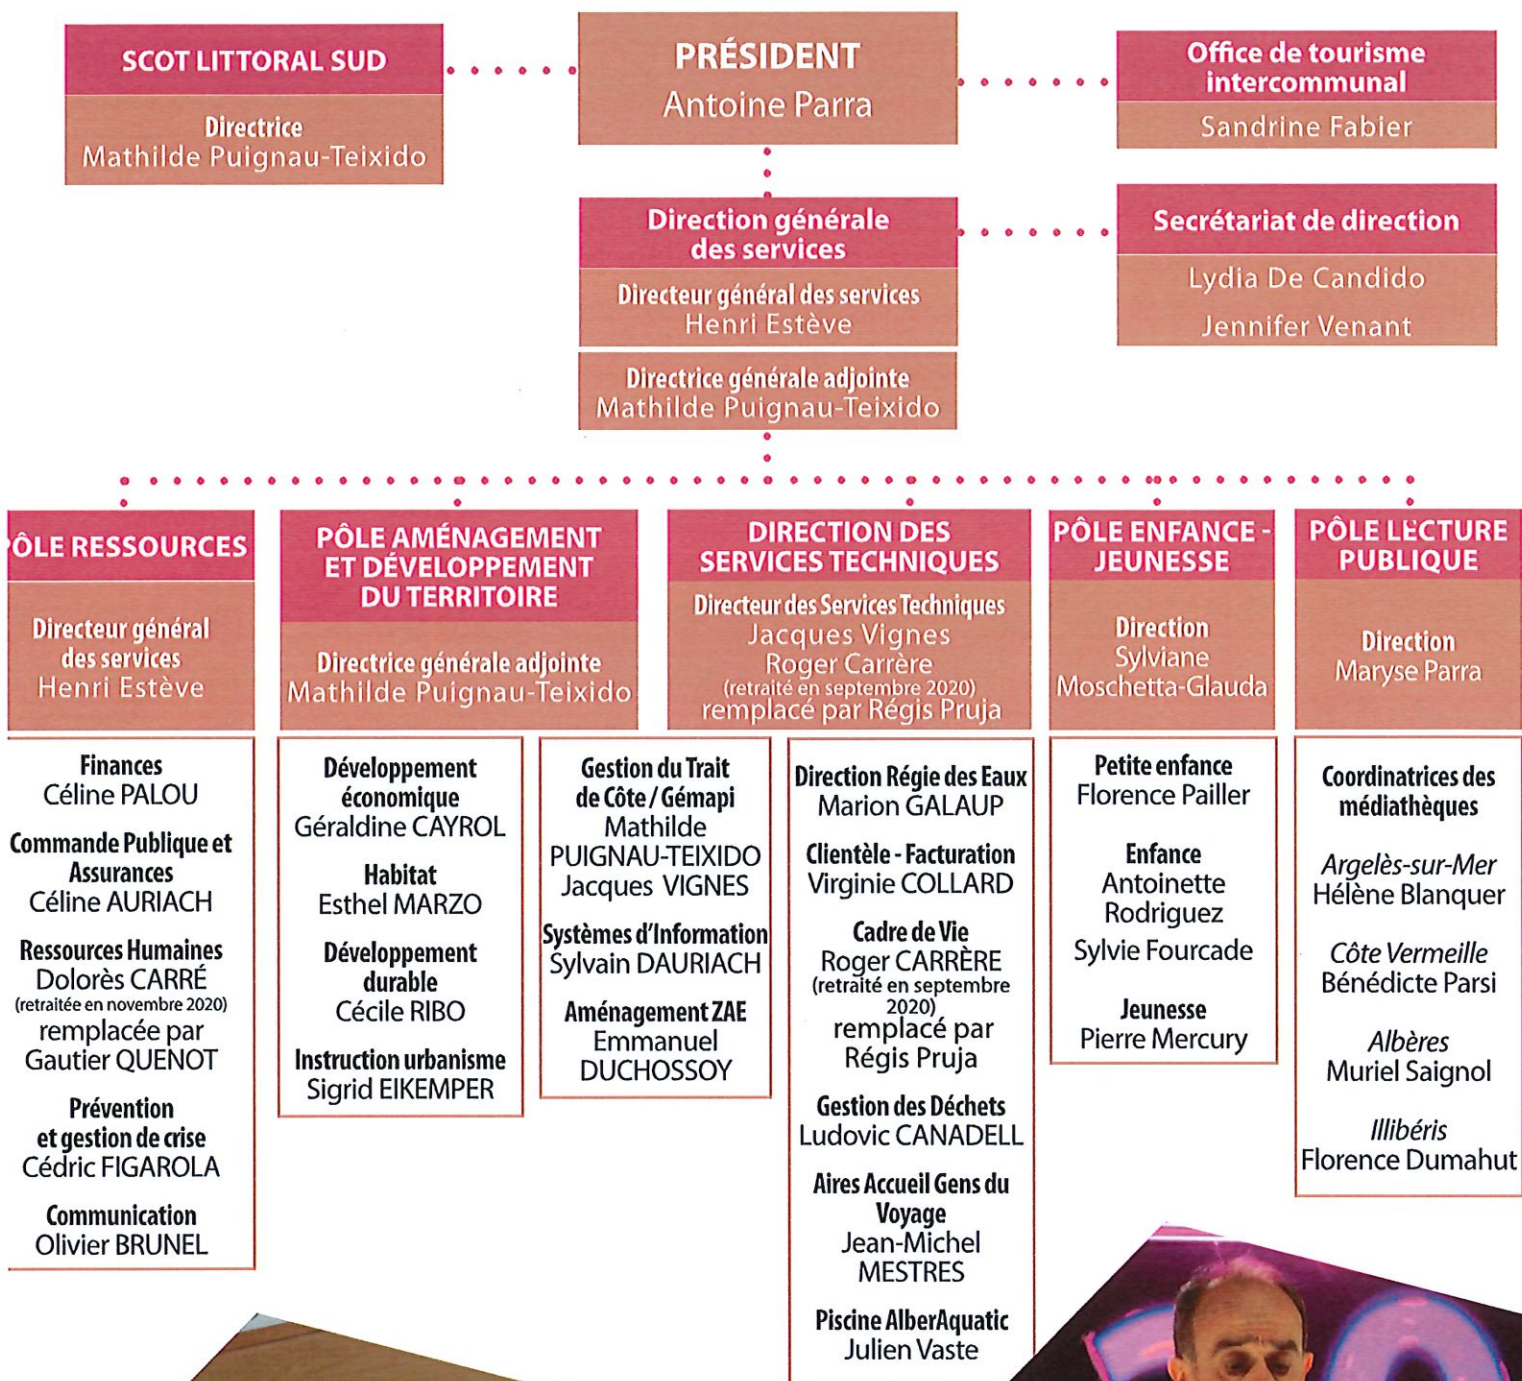 SCOT LITTORAL SUD
Directrice
Mathilde Puignau-Teixido
PRÉSIDENT
Antoine Parra
Office de tourisme
intercommunal
Sandrine Fabier
Direction générale
des services
Directeur général des services
Henri Estève
Directrice générale adjointe
Mathilde Puignau-Teixido
Secrétariat de direction
Lydia De Candido
Jennifer Venant
PÔLE RESSOURCES
Directeur général
des services
Henri Estève
Finances
Céline PALOU
Commande Publique et
Assurances
Céline AURIACH
Ressources Humaines
Dolorès CARRÉ
(retraitée en novembre 2020)
remplacée par
Gautier QUENOT
Prévention
et gestion de crise
Cédric FIGAROLA
Communication
Olivier BRUNEL
PÔLE AMÉNAGEMENT
ET DÉVELOPPEMENT
DU TERRITOIRE
Directrice générale adjointe
Mathilde Puignau-Teixido
Développement
économique
Géraldine CAYROL
Habitat
Esthel MARZO
Développement
durable
Cécile RIBO
Instruction urbanisme
Sigrid EIKEMPER
Gestion du Trait
de Côte / Gémapi
Mathilde
PUIGNAU-TEIXIDO
Jacques VIGNES
Systèmes d'Information
Sylvain DAURIACH
Aménagement ZAE
Emmanuel
DUCHOSSOY
DIRECTION DES
SERVICES TECHNIQUES
Directeur des Services Techniques
Jacques Vignes
Roger Carrère
(retraité en septembre 2020)
remplacé par Régis Pruja
Direction Régie des Eaux
Marion GALAUP
Clientèle - Facturation
Virginie COLLARD
Cadre de Vie
Roger CARRÈRE
(retraité en septembre
2020)
remplacé par
Régis Pruja
Gestion des Déchets
Ludovic CANADELL
Aires Accueil Gens du
Voyage
Jean-Michel
MESTRES
Piscine AlberAquatic
Julien Vaste
PÔLE ENFANCE -
JEUNESSE
Direction
Sylviane
Moschetta-Glauda
Petite enfance
Florence Pailler
Enfance
Antoinette
Rodriguez
Sylvie Fourcade
Jeunesse
Pierre Mercury
PÔLE LECTURE
PUBLIQUE
Direction
Maryse Parra
Coordinatrices des
médiathèques
Argelès-sur-Mer
Hélène Blanquer
Côte Vermeille
Bénédicte Parsi
Albères
Muriel Saignol
Illibéris
Florence Dumahut